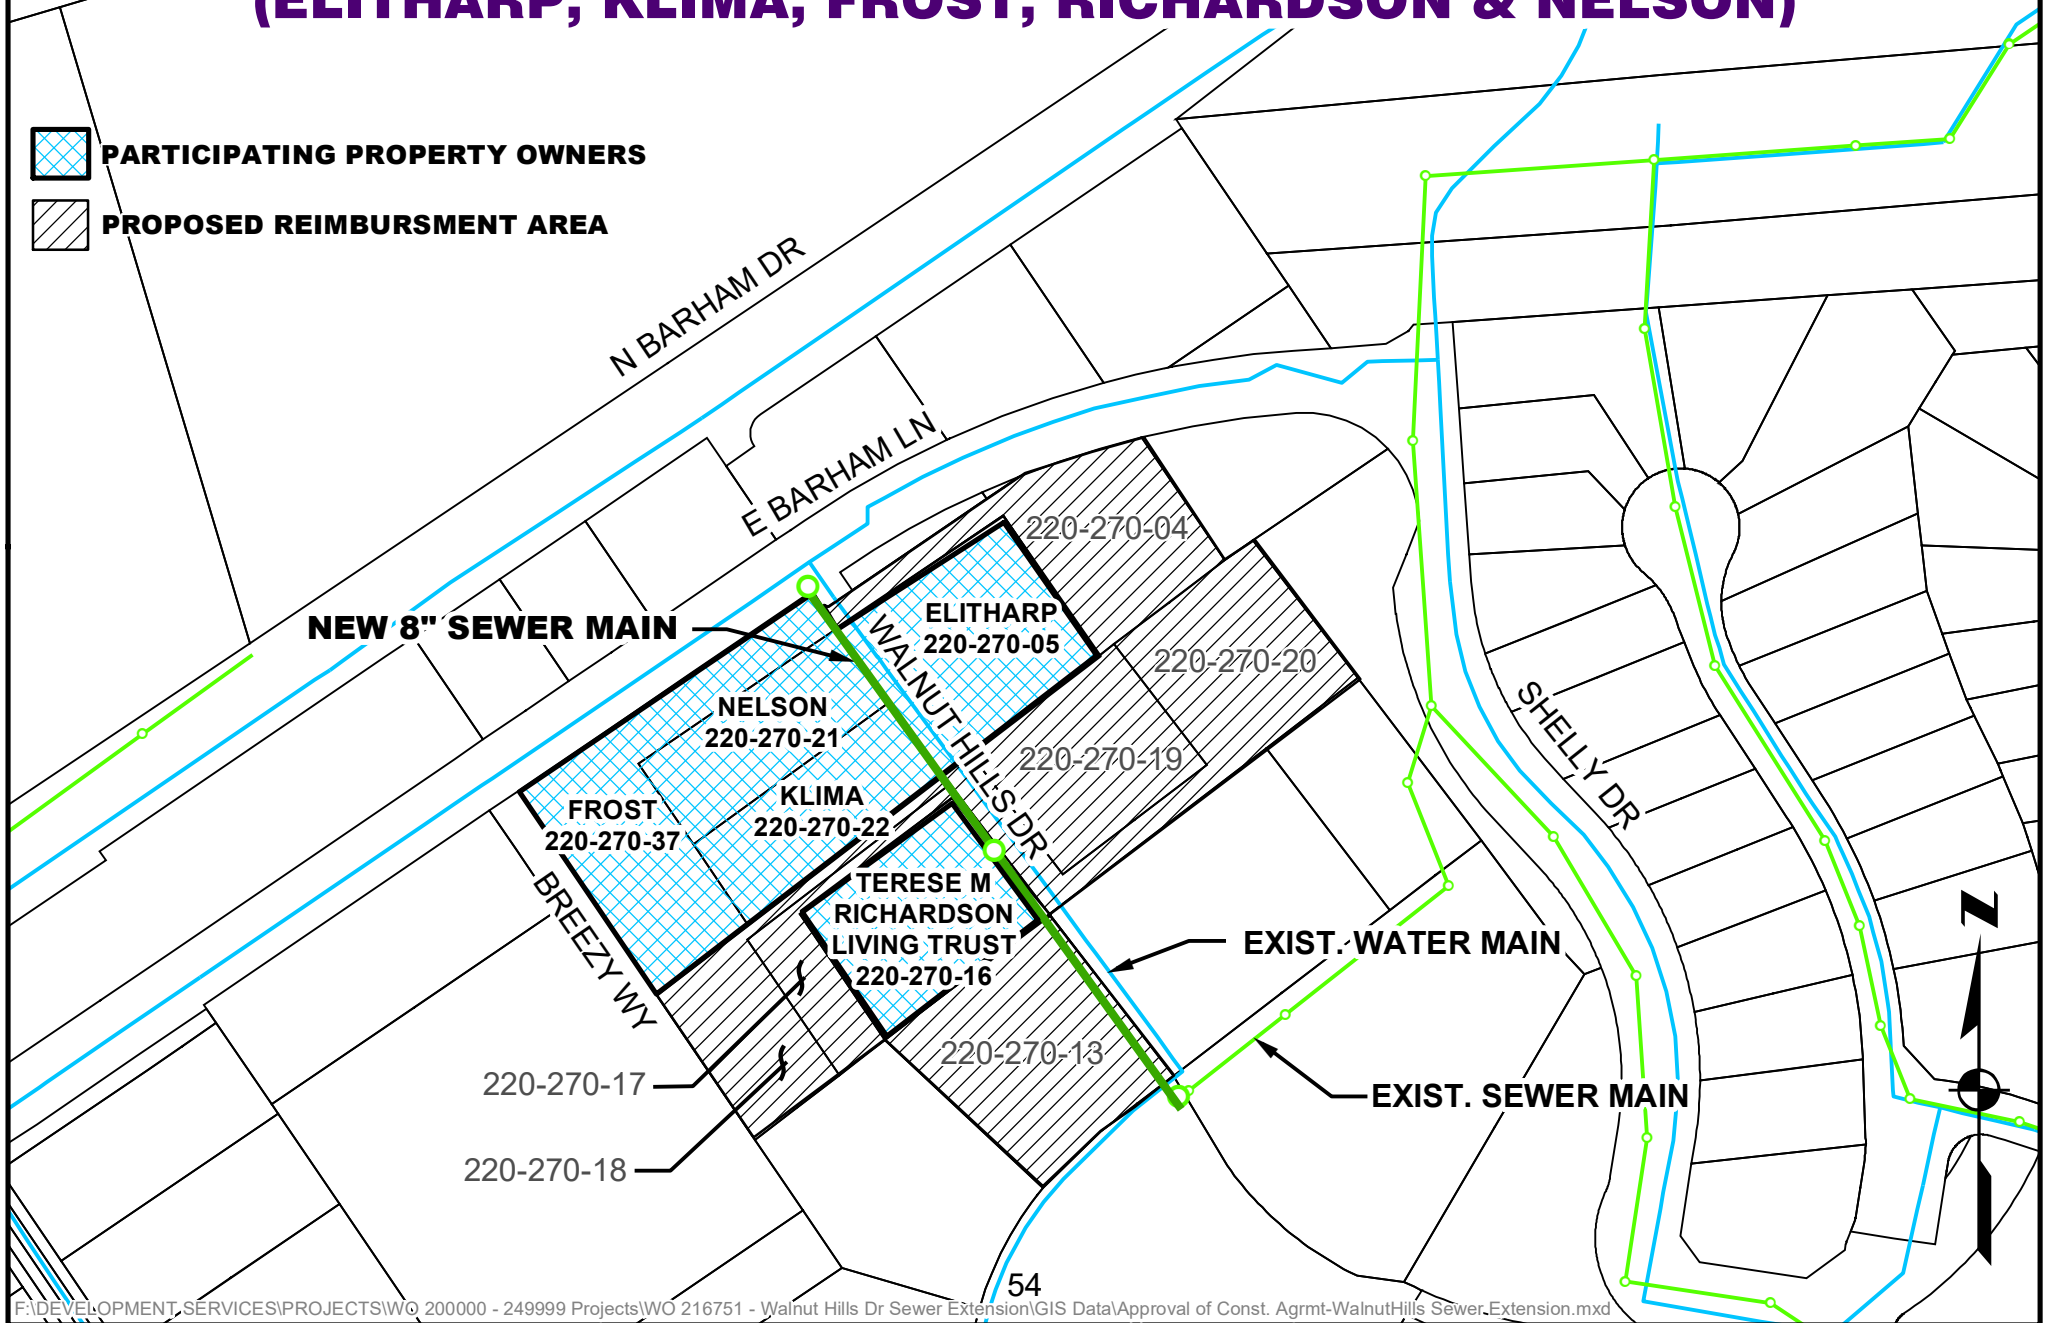 (ELITHARP, KLIMA, FROST, RICHARDSON & NELSON)
PARTICIPATING PROPERTY OWNERS
PROPOSED REIMBURSMENT AREA
N BARHAM DR
E BARHAM LN
220-270-04
NEW 8" SEWER MAIN
ELITHARP
220-270-05
WALNUT HILLS DR
220-270-20
NELSON
220-270-21
220-270-19
SHELLY DR
KLIMA
220-270-22
FROST
220-270-37
BREEZY WY
TERESE M
RICHARDSON
LIVING TRUST
220-270-16
EXIST. WATER MAIN
Z
220-270-13
220-270-17
EXIST. SEWER MAIN
220-270-18
54
F:\DEVELOPMENT SERVICES\PROJECTS\WO 200000 - 249999 Projects\WO 216751 - Walnut Hills Dr Sewer Extension\GIS Data\Approval of Const. Agrmt-WalnutHills Sewer Extension.mxd